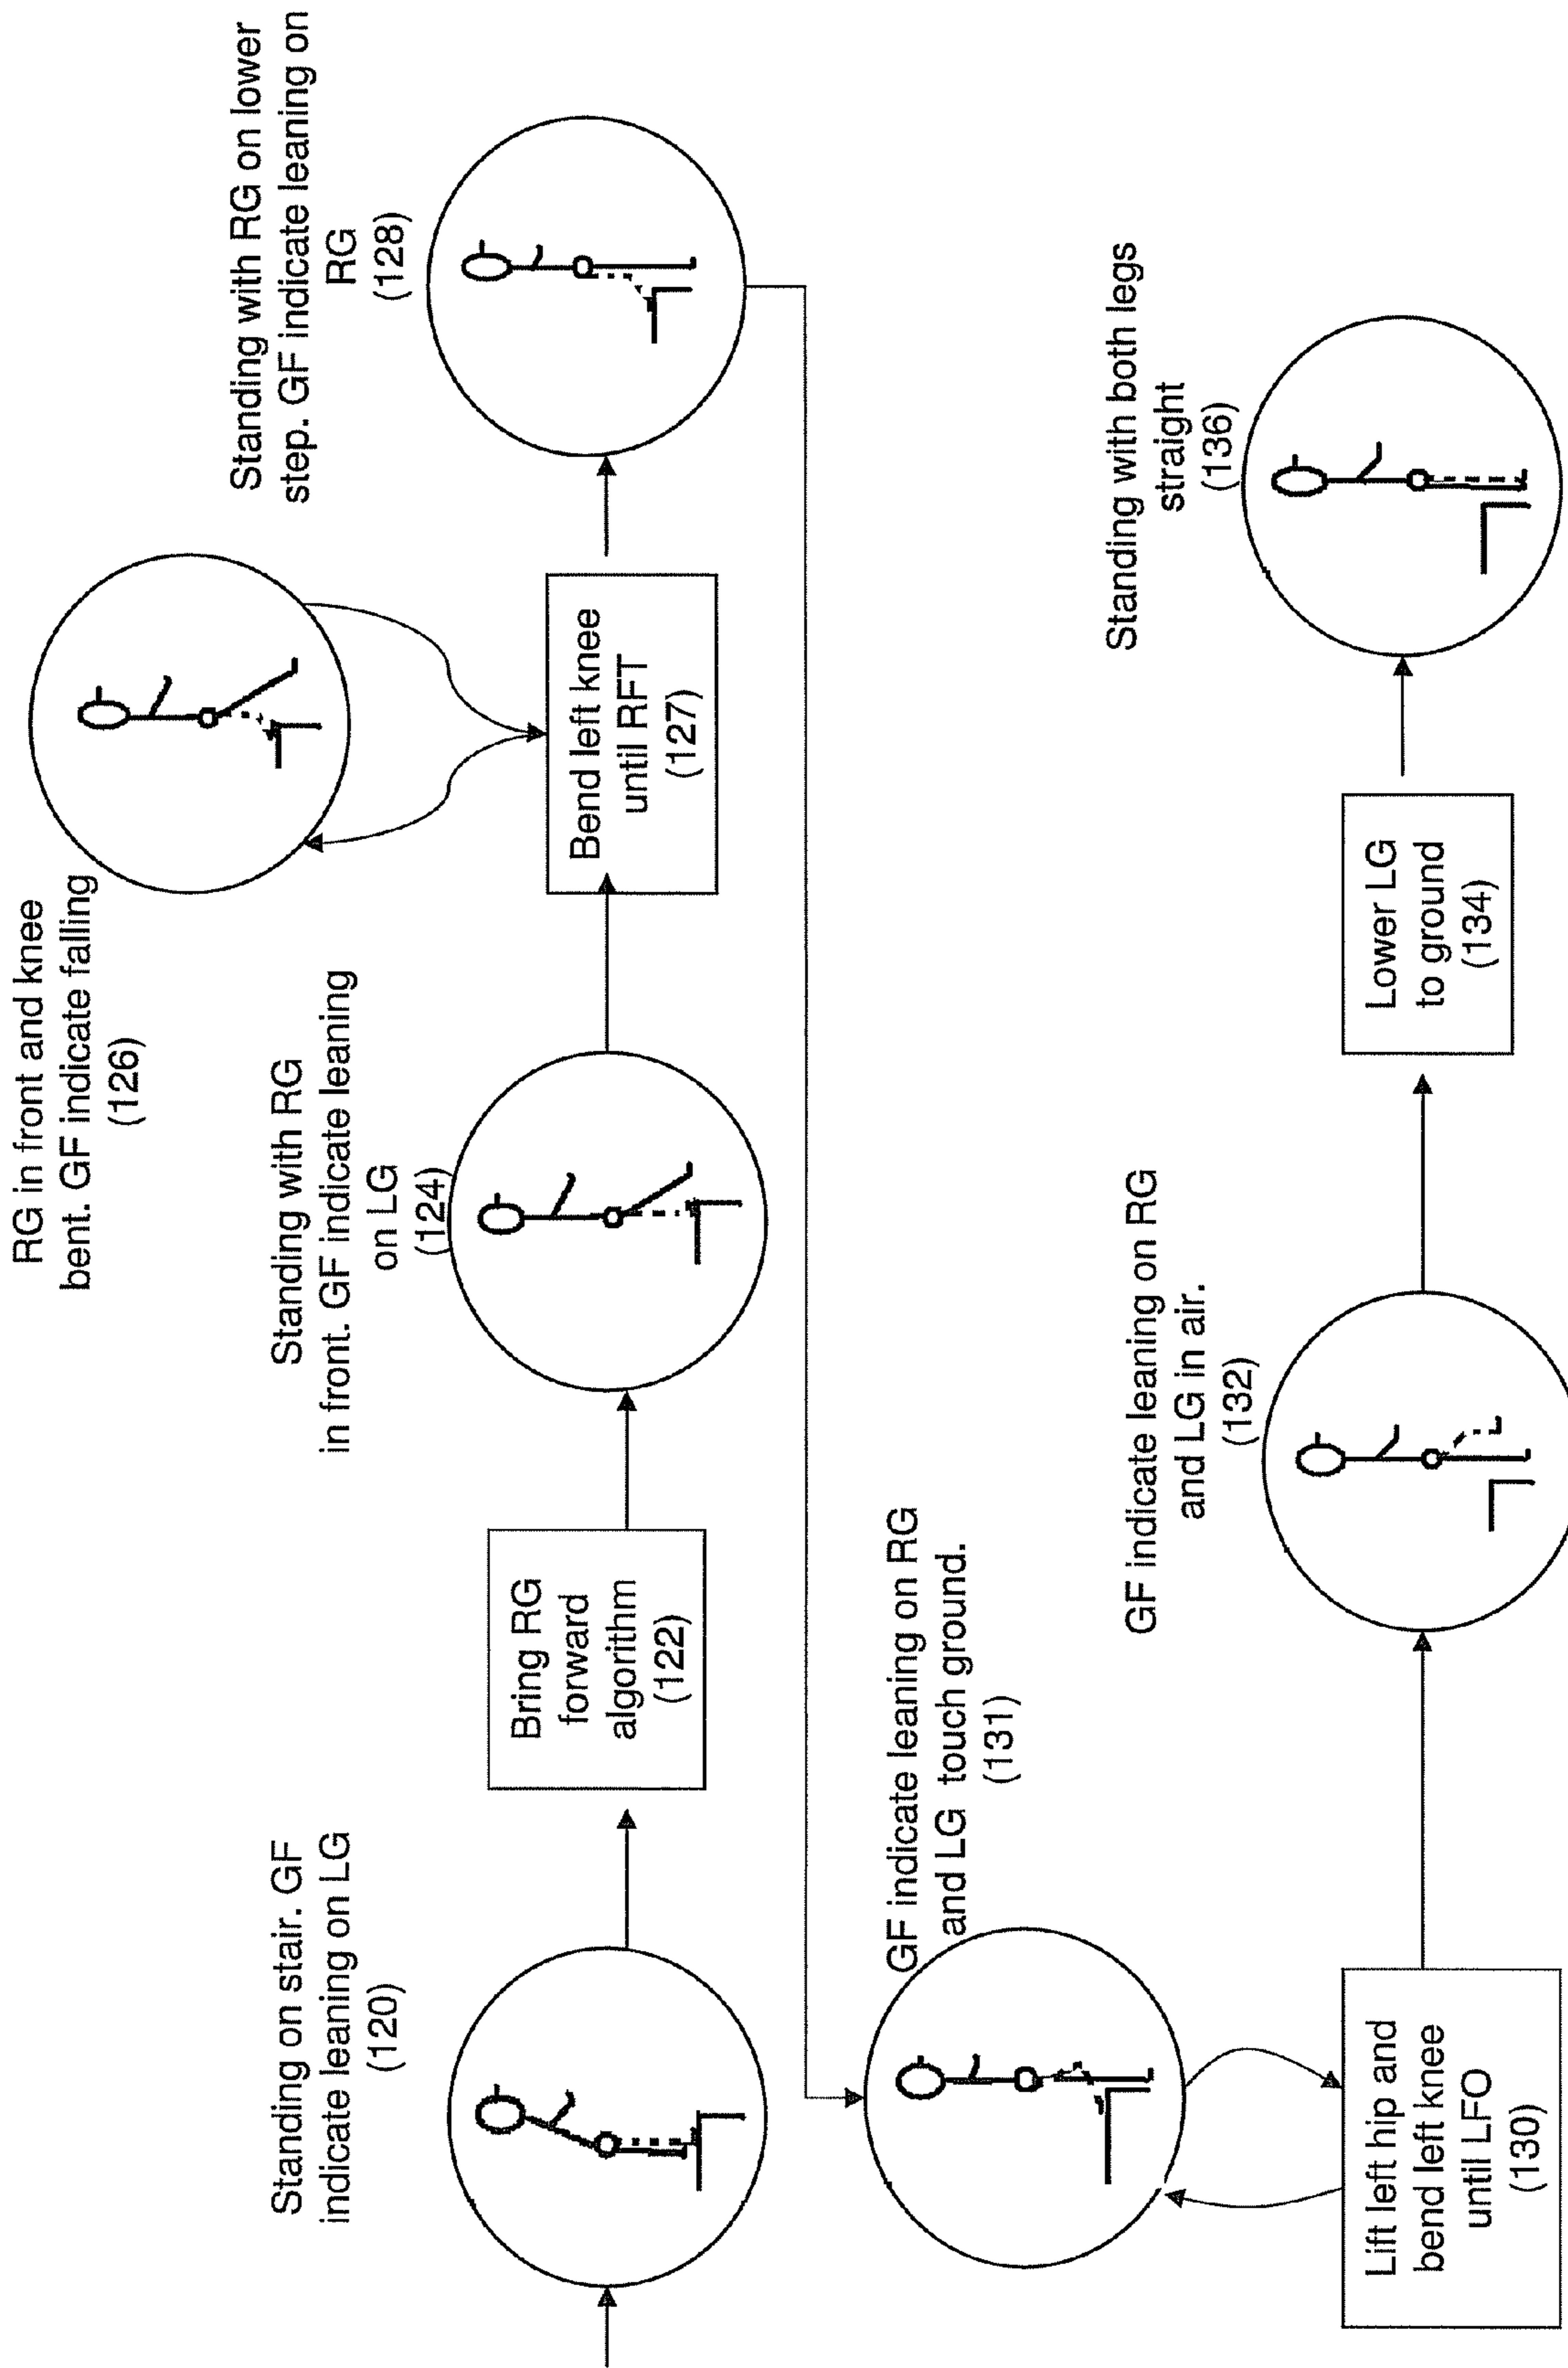 RG in front and knee
bent. GF indicate falling
(126)
Standing on stair. GF
indicate leaning on LG
(120)
Bring RG
forward
algorithm
(122)
Standing with RG
in front. GF indicate leaning
on LG
(124)
Bend left knee
until RFT
(127)
Standing with RG on lower
step. GF indicate leaning on
RG
(128)
GF indicate leaning on RG
and LG touch ground.
(131)
Lift left hip and
bend left knee
until LFO
(130)
GF indicate leaning on RG
and LG in air.
(132)
Lower LG
to ground
(134)
Standing with both legs
straight
(136)